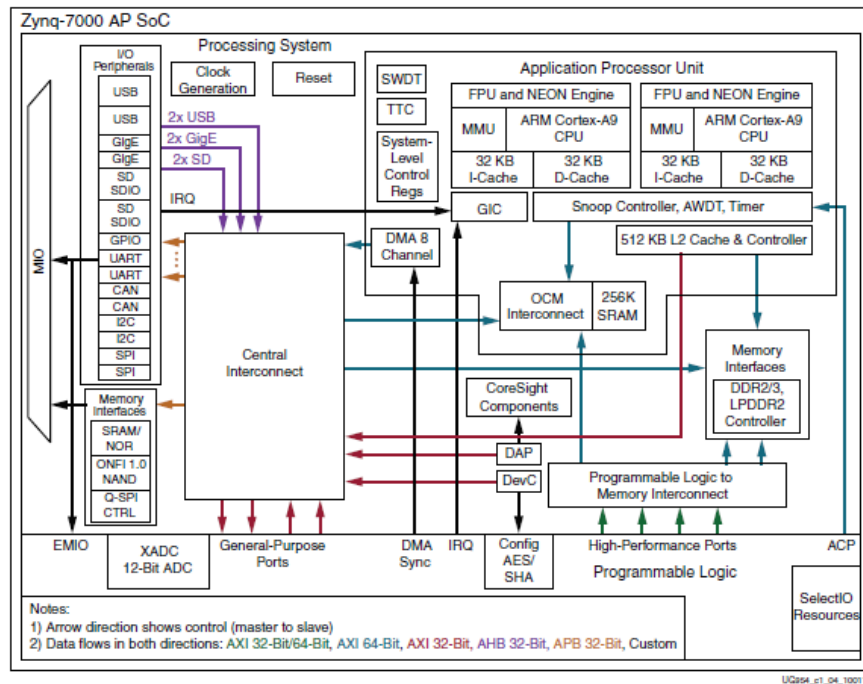 Zynq-7000 AP SoC
Processing System
I/O
Peripherals
USB
USB
GigE
GigE
SD
SDIO
SD
SDIO
GPIO
UART
UART
CAN
CAN
I2C
I2C
SPI
SPI
MIO
Clock
Generation
Reset
2x USB
2x GigE
2x SD
IRQ
SWDT
TTC
System-
Level
Control
Regs
Application Processor Unit
FPU and NEON Engine
MMU
ARM Cortex-A9
CPU
32 KB
I-Cache
32 KB
D-Cache
FPU and NEON Engine
MMU
ARM Cortex-A9
CPU
32 KB
I-Cache
32 KB
D-Cache
GIC
Snoop Controller, AWDT, Timer
DMA 8
Channel
512 KB L2 Cache & Controller
OCM
Interconnect
256K
SRAM
Central
Interconnect
Memory
Interfaces
DDR2/3,
LPDDR2
Controller
CoreSight
Components
DAP
DevC
Programmable Logic to
Memory Interconnect
Memory
Interfaces
SRAM/
NOR
ONFI 1.0
NAND
Q-SPI
CTRL
EMIO
XADC
12-Bit ADC
General-Purpose
Ports
DMA
Sync
IRQ
Config
AES/
SHA
High-Performance Ports
ACP
Programmable Logic
SelectIO
Resources
Notes:
1) Arrow direction shows control (master to slave)
2) Data flows in both directions: AXI 32-Bit/64-Bit, AXI 64-Bit, AXI 32-Bit, AHB 32-Bit, APB 32-Bit, Custom